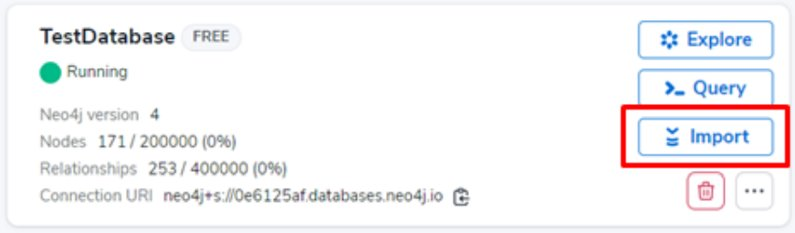 TestDatabase FREE
Running
Neo4j version 4
Nodes 171 / 200000 (0%)
Relationships 253 / 400000 (0%)
Connection URI neo4j+s://0e6125af.databases.neo4j.io
Explore
Query
Import